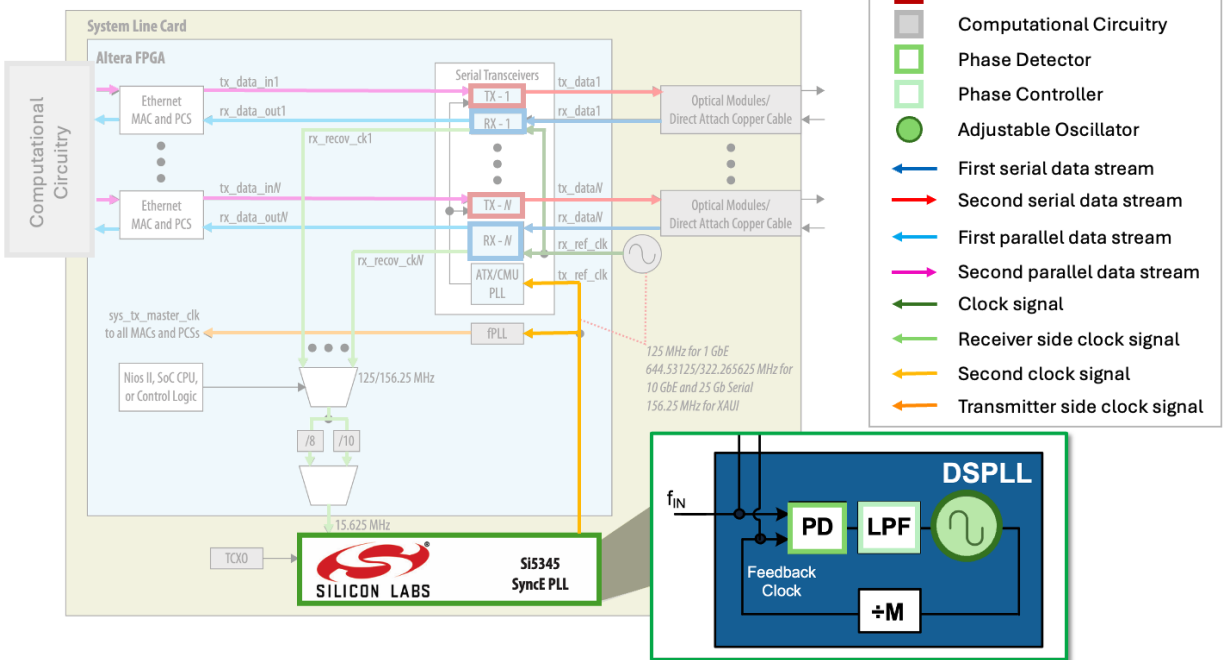 System Line Card
Altera FPGA
Computational
Circuitry
Ethernet
MAC and PCS
tx_data_in1
rx_data_out1
rx_recov_ck1
Serial Transceivers
TX - 1
RX - 1
tx_data1
rx_data1
Optical Modules/
Direct Attach Copper Cable
Ethernet
MAC and PCS
tx_data_inN
rx_data_outN
rx_recov_ckN
TX - N
RX - N
tx_dataN
rx_dataN
rx_ref_clk
tx_ref_clk
Optical Modules/
Direct Attach Copper Cable
ATX/CMU
PLL
sys_tx_master_clk
to all MACs and PCSs
fPLL
125 MHz for 1 GbE
644.53125/322.265625 MHz for
10 GbE and 25 Gb Serial
156.25 MHz for XAUI
Nios II, SoC CPU,
or Control Logic
125/156.25 MHz
/8
/10
15.625 MHz
TCXO
SILICON LABS
Si5345
SyncE PLL
Computational Circuitry
Phase Detector
Phase Controller
Adjustable Oscillator
First serial data stream
Second serial data stream
First parallel data stream
Second parallel data stream
Clock signal
Receiver side clock signal
Second clock signal
Transmitter side clock signal
DSPLL
fIN
PD
LPF
Feedback
Clock
÷M